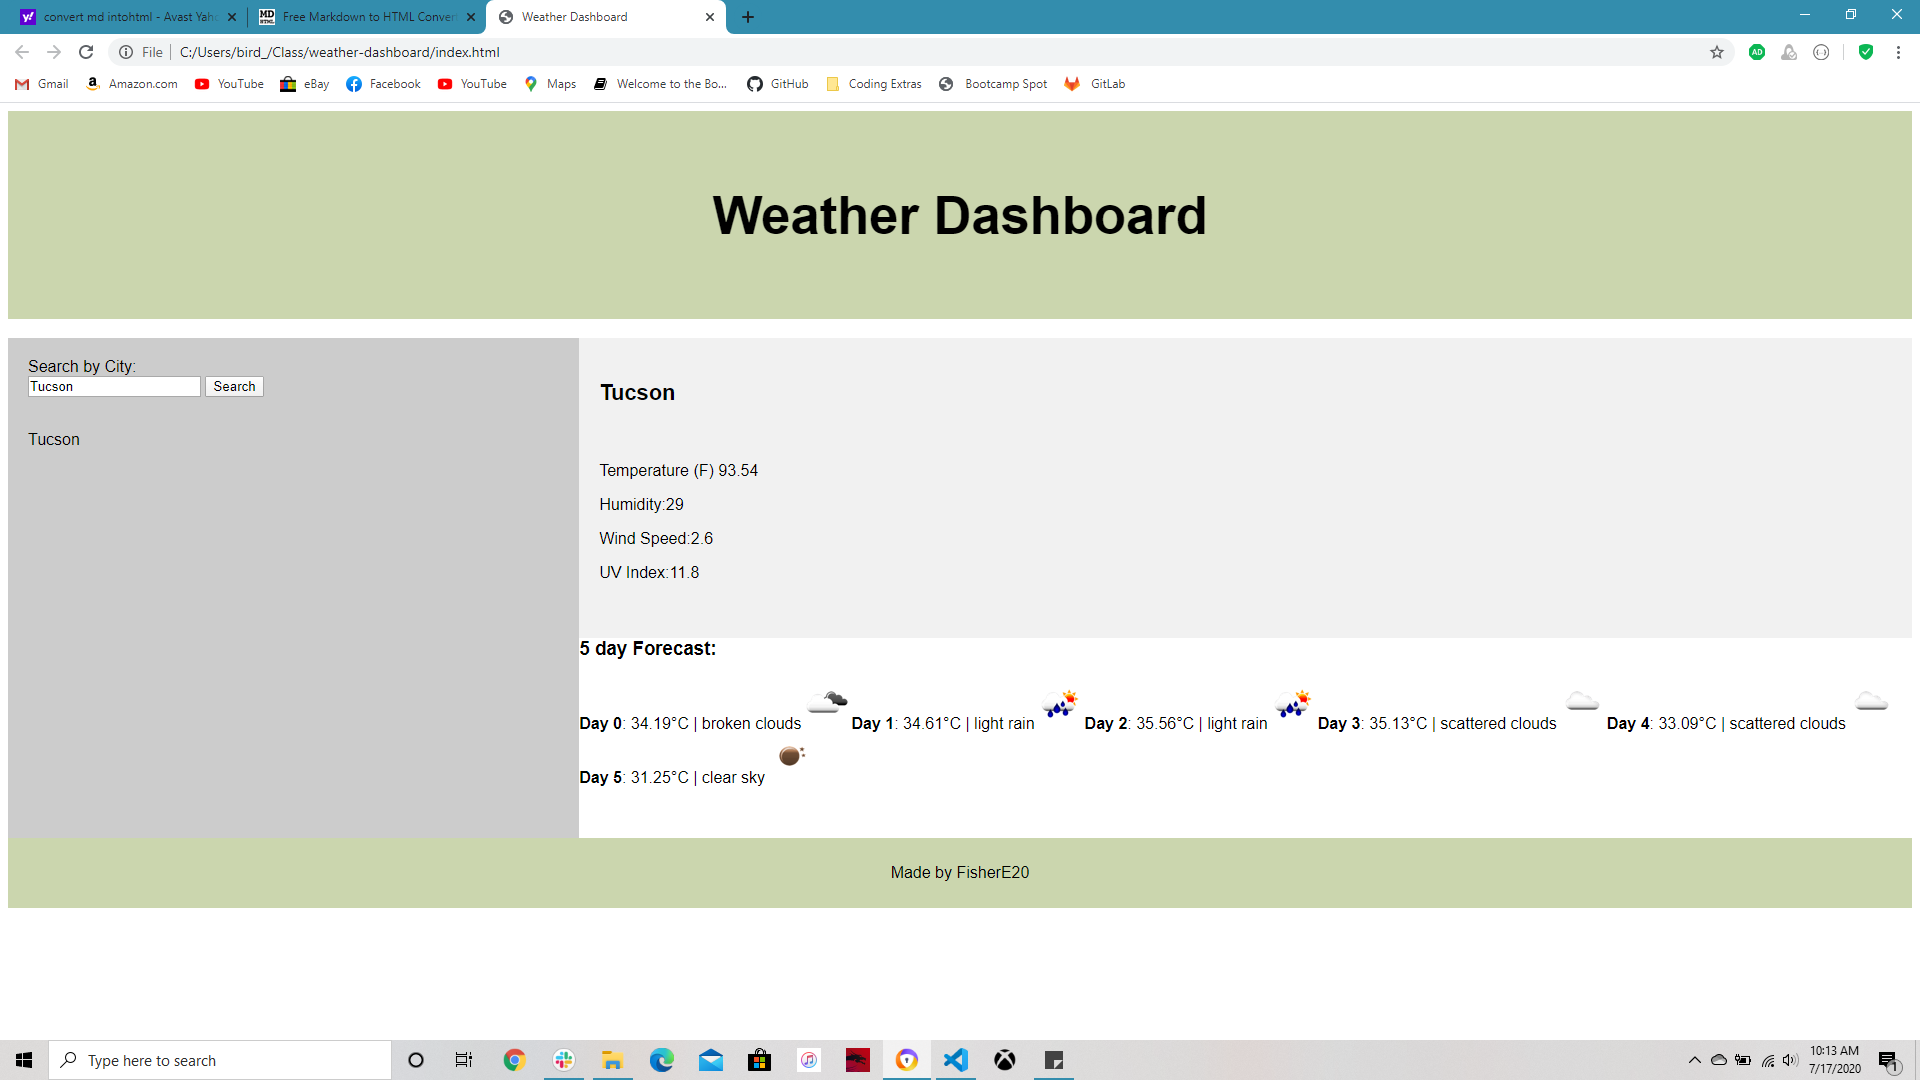 convert md intohtml - Avast Yah
Free Markdown to HTML Convert
Weather Dashboard
File
C:/Users/bird_/Class/weather-dashboard/index.html
Gmail
Amazon.com
YouTube
eBay
Facebook
YouTube
Maps
Welcome to the Bo...
GitHub
Coding Extras
Bootcamp Spot
GitLab
Weather Dashboard
Search by City:
Tucson
Search
Tucson
Tucson
Temperature (F) 93.54
Humidity:29
Wind Speed:2.6
UV Index:11.8
5 day Forecast:
Day 0: 34.19°C | broken clouds Day 1: 34.61°C | light rain Day 2: 35.56°C | light rain Day 3: 35.13°C | scattered clouds Day 4: 33.09°C | scattered clouds
Day 5: 31.25°C | clear sky
Made by FisherE20
Type here to search
10:13 AM
7/17/2020
1